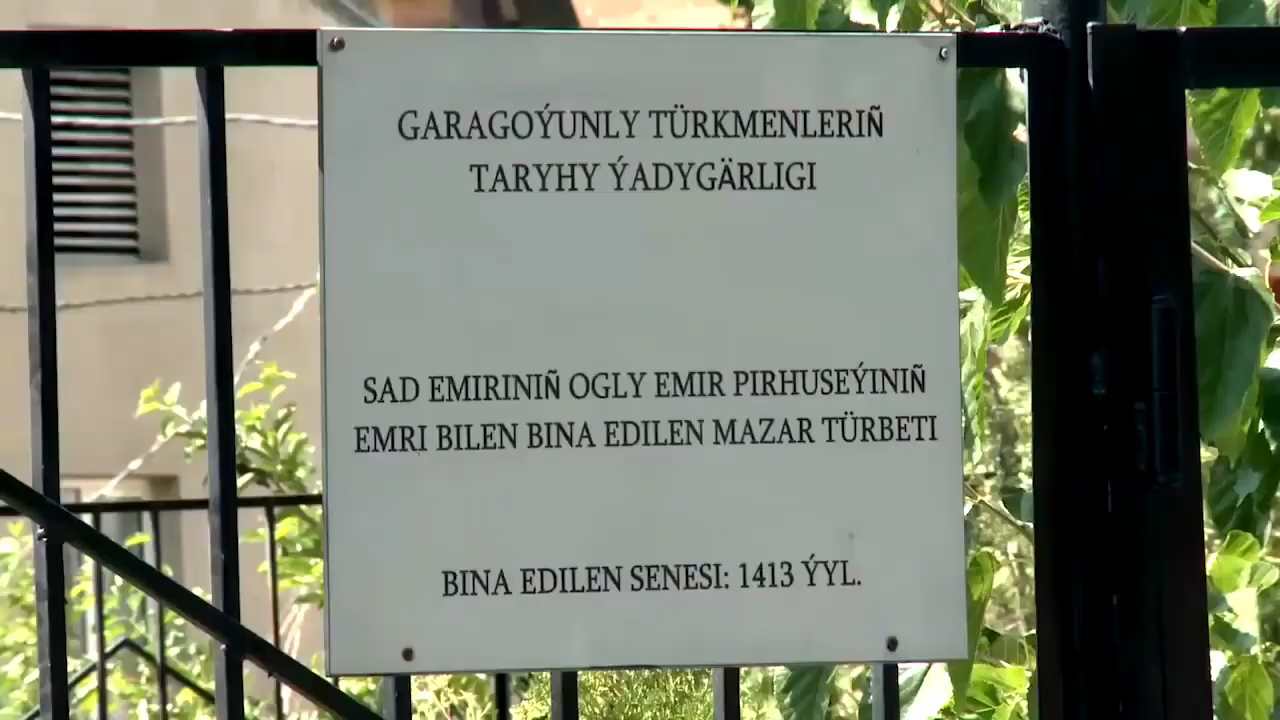 GARAGOÝUNLY TÜRKMENLERIÑ
TARYHY ÝADYGÄRLIGI
SAD EMIRINIÑ OGLY EMIR PIRHUSEÝINIÑ
EMRI BILEN BINA EDILEN MAZAR TÜRBETI
BINA EDILEN SENESI: 1413 ÝYL.